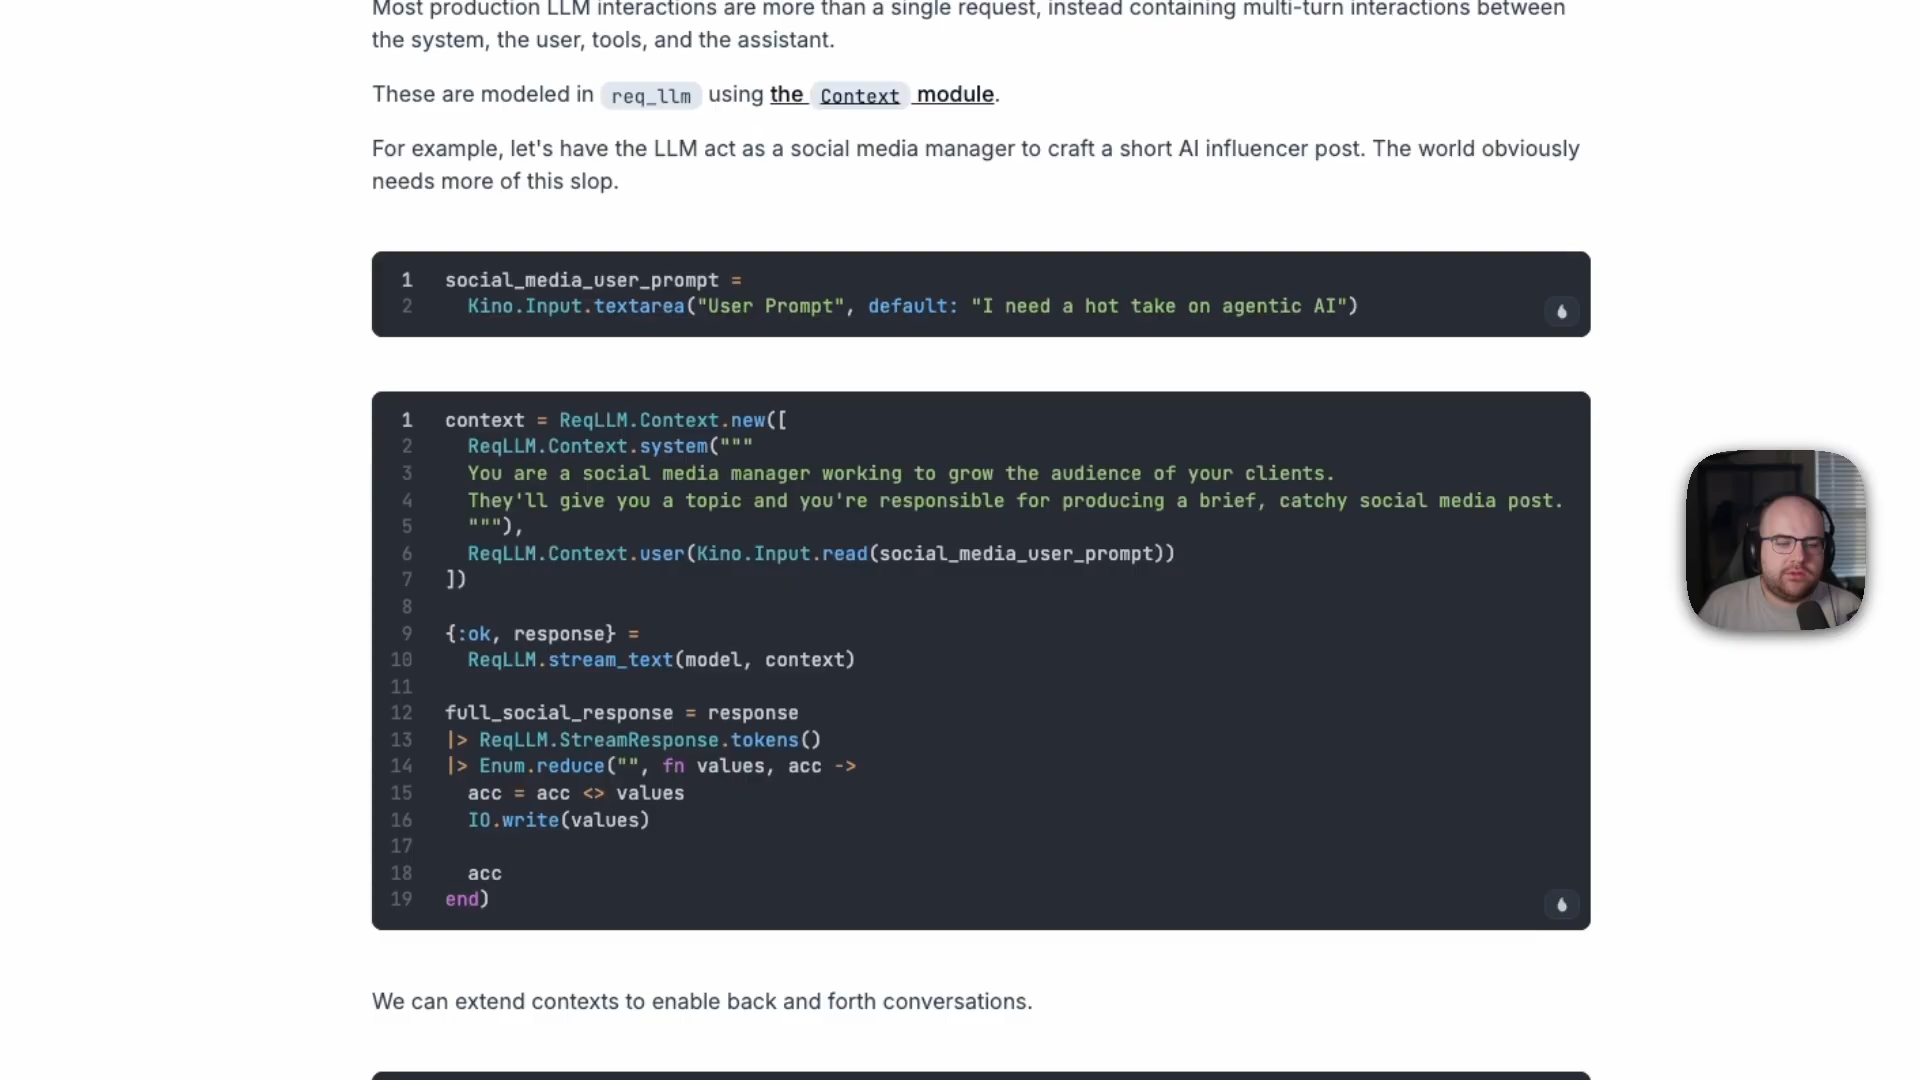 Most production LLM interactions are more than a single request, instead containing multi-turn interactions between
the system, the user, tools, and the assistant.
These are modeled in req_llm using the Context module.
For example, let's have the LLM act as a social media manager to craft a short AI influencer post. The world obviously
needs more of this slop.
1 social_media_user_prompt =
2   Kino.Input.textarea("User Prompt", default: "I need a hot take on agentic AI")
1 context = ReqLLM.Context.new([
2   ReqLLM.Context.system("""
3   You are a social media manager working to grow the audience of your clients.
4   They'll give you a topic and you're responsible for producing a brief, catchy social media post.
5   """),
6   ReqLLM.Context.user(Kino.Input.read(social_media_user_prompt))
7 ])
8
9 {:ok, response} =
10   ReqLLM.stream_text(model, context)
11
12 full_social_response = response
13 |> ReqLLM.StreamResponse.tokens()
14 |> Enum.reduce("", fn values, acc ->
15   acc = acc <> values
16   IO.write(values)
17
18   acc
19 end)
We can extend contexts to enable back and forth conversations.